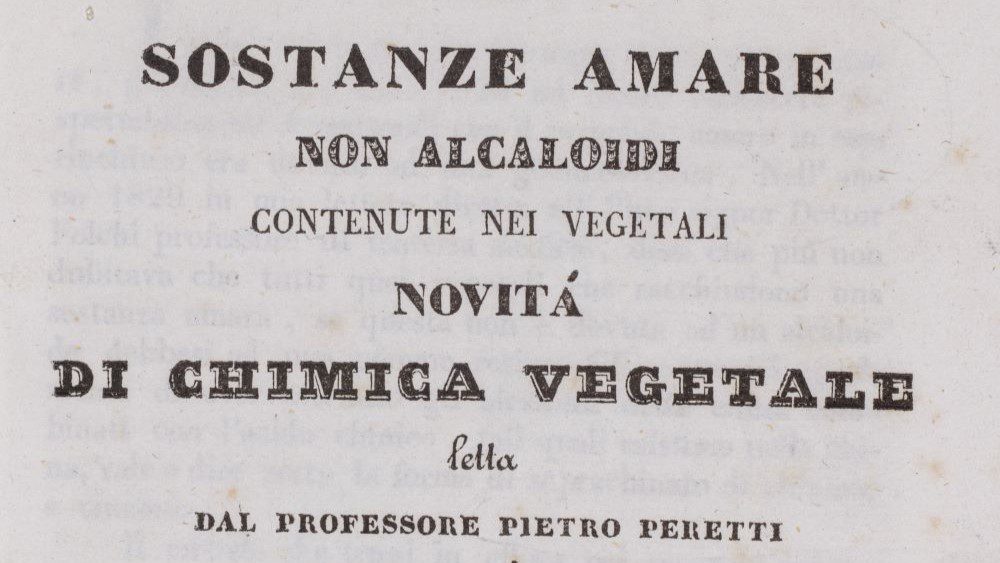 SOSTANZE AMARE
NON ALCALOIDI
CONTENUTE NEI VEGETALI
NOVITÁ
DI CHIMICA VEGETALE
letta
DAL PROFESSORE PIETRO PERETTI